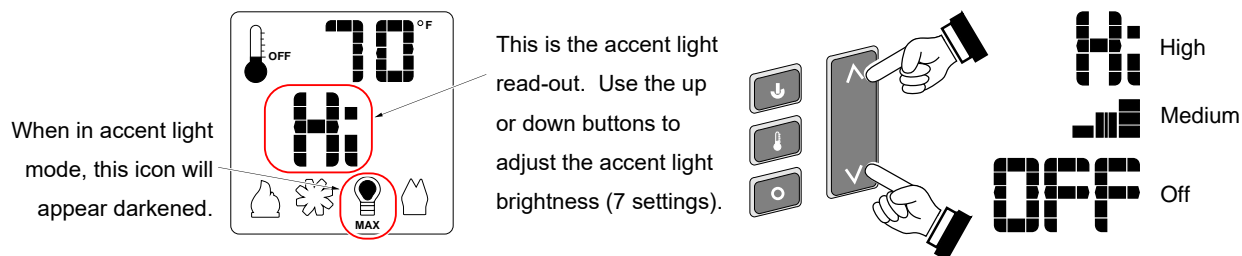 When in accent light
mode, this icon will
appear darkened.
OFF
70 °F
Hi
MAX
This is the accent light
read-out. Use the up
or down buttons to
adjust the accent light
brightness (7 settings).
Hi High
Medium
OFF Off